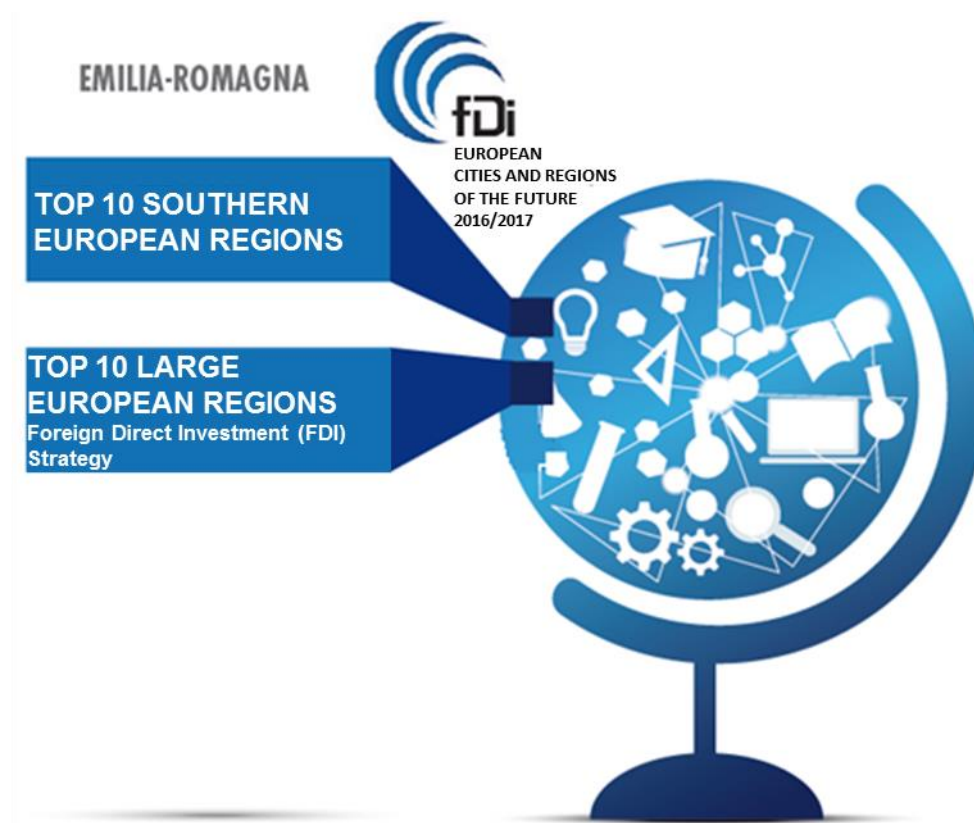 EMILIA-ROMAGNA
fDi
EUROPEAN
CITIES AND REGIONS
OF THE FUTURE
2016/2017
TOP 10 SOUTHERN
EUROPEAN REGIONS
TOP 10 LARGE
EUROPEAN REGIONS
Foreign Direct Investment (FDI)
Strategy